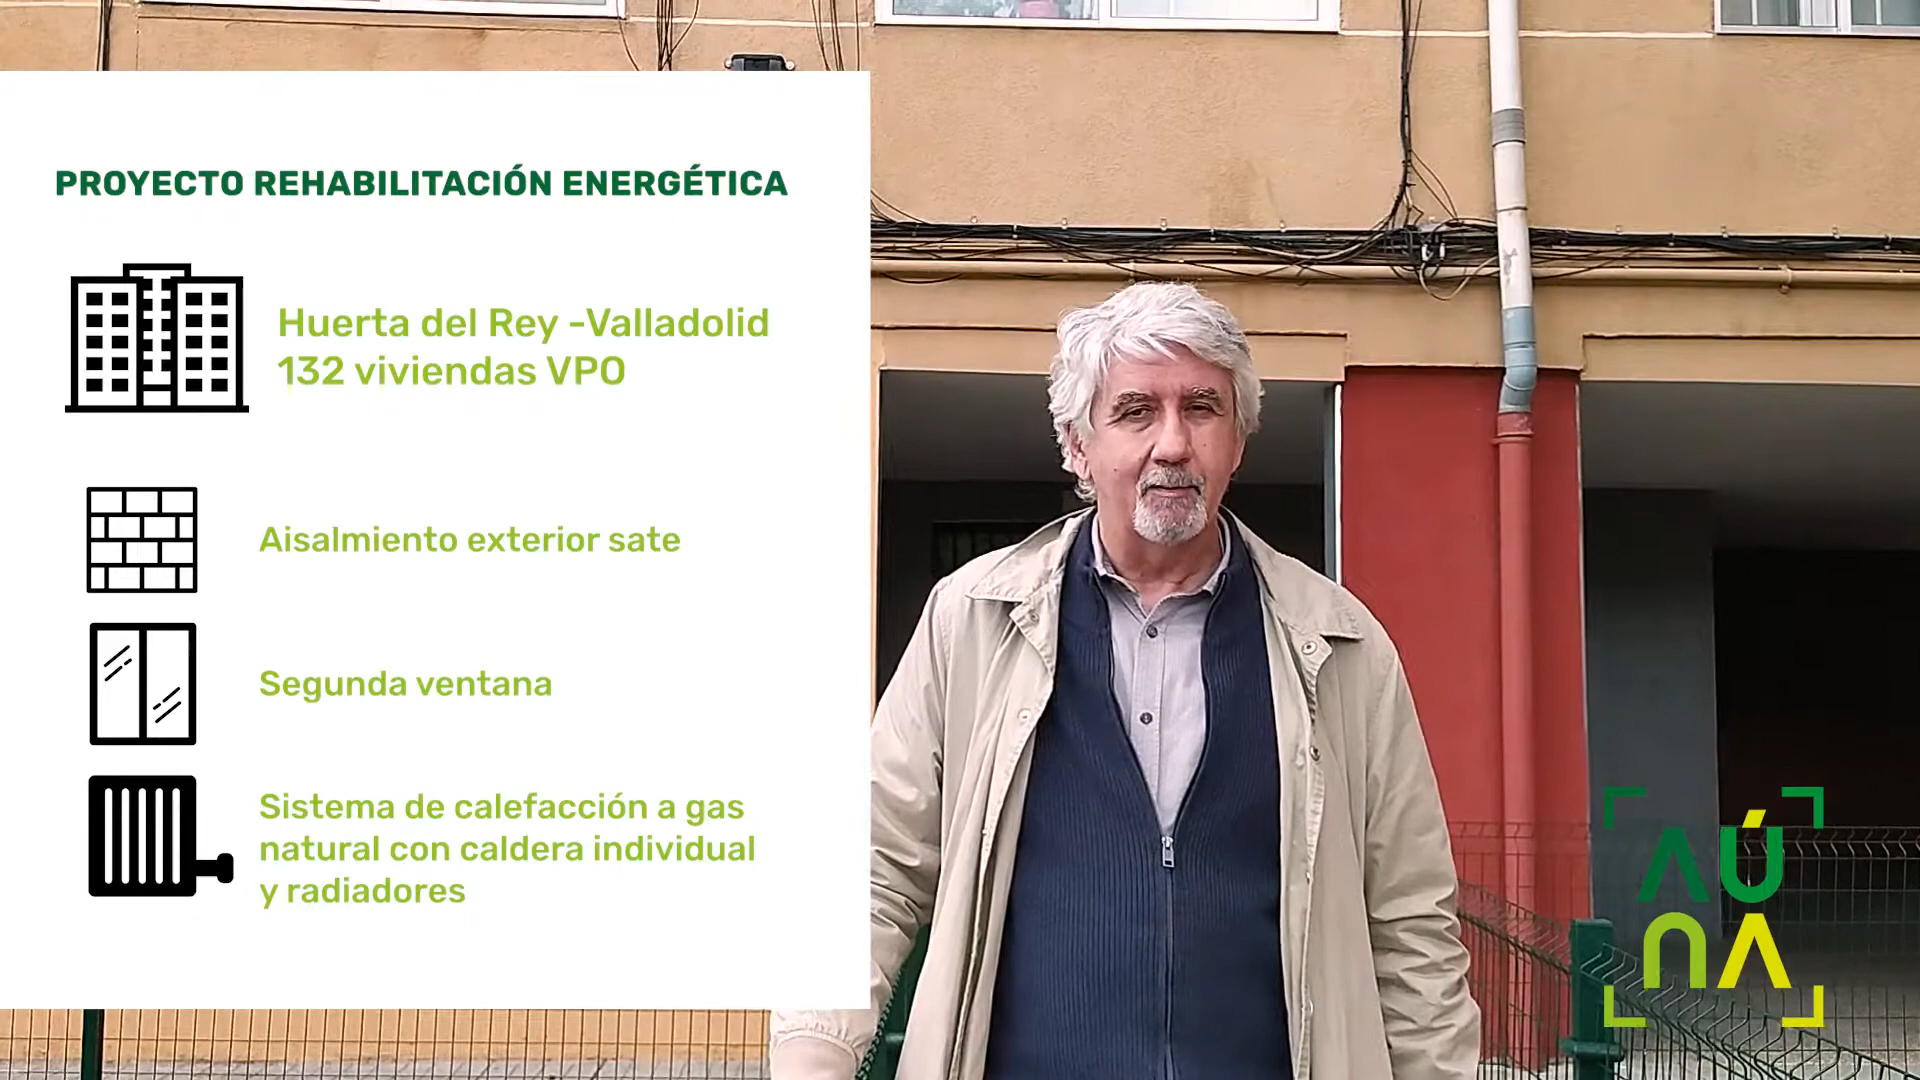 PROYECTO REHABILITACIÓN ENERGÉTICA
Huerta del Rey -Valladolid
132 viviendas VPO
Aisalmiento exterior sate
Segunda ventana
Sistema de calefacción a gas
natural con caldera individual
y radiadores
AÚ
NA